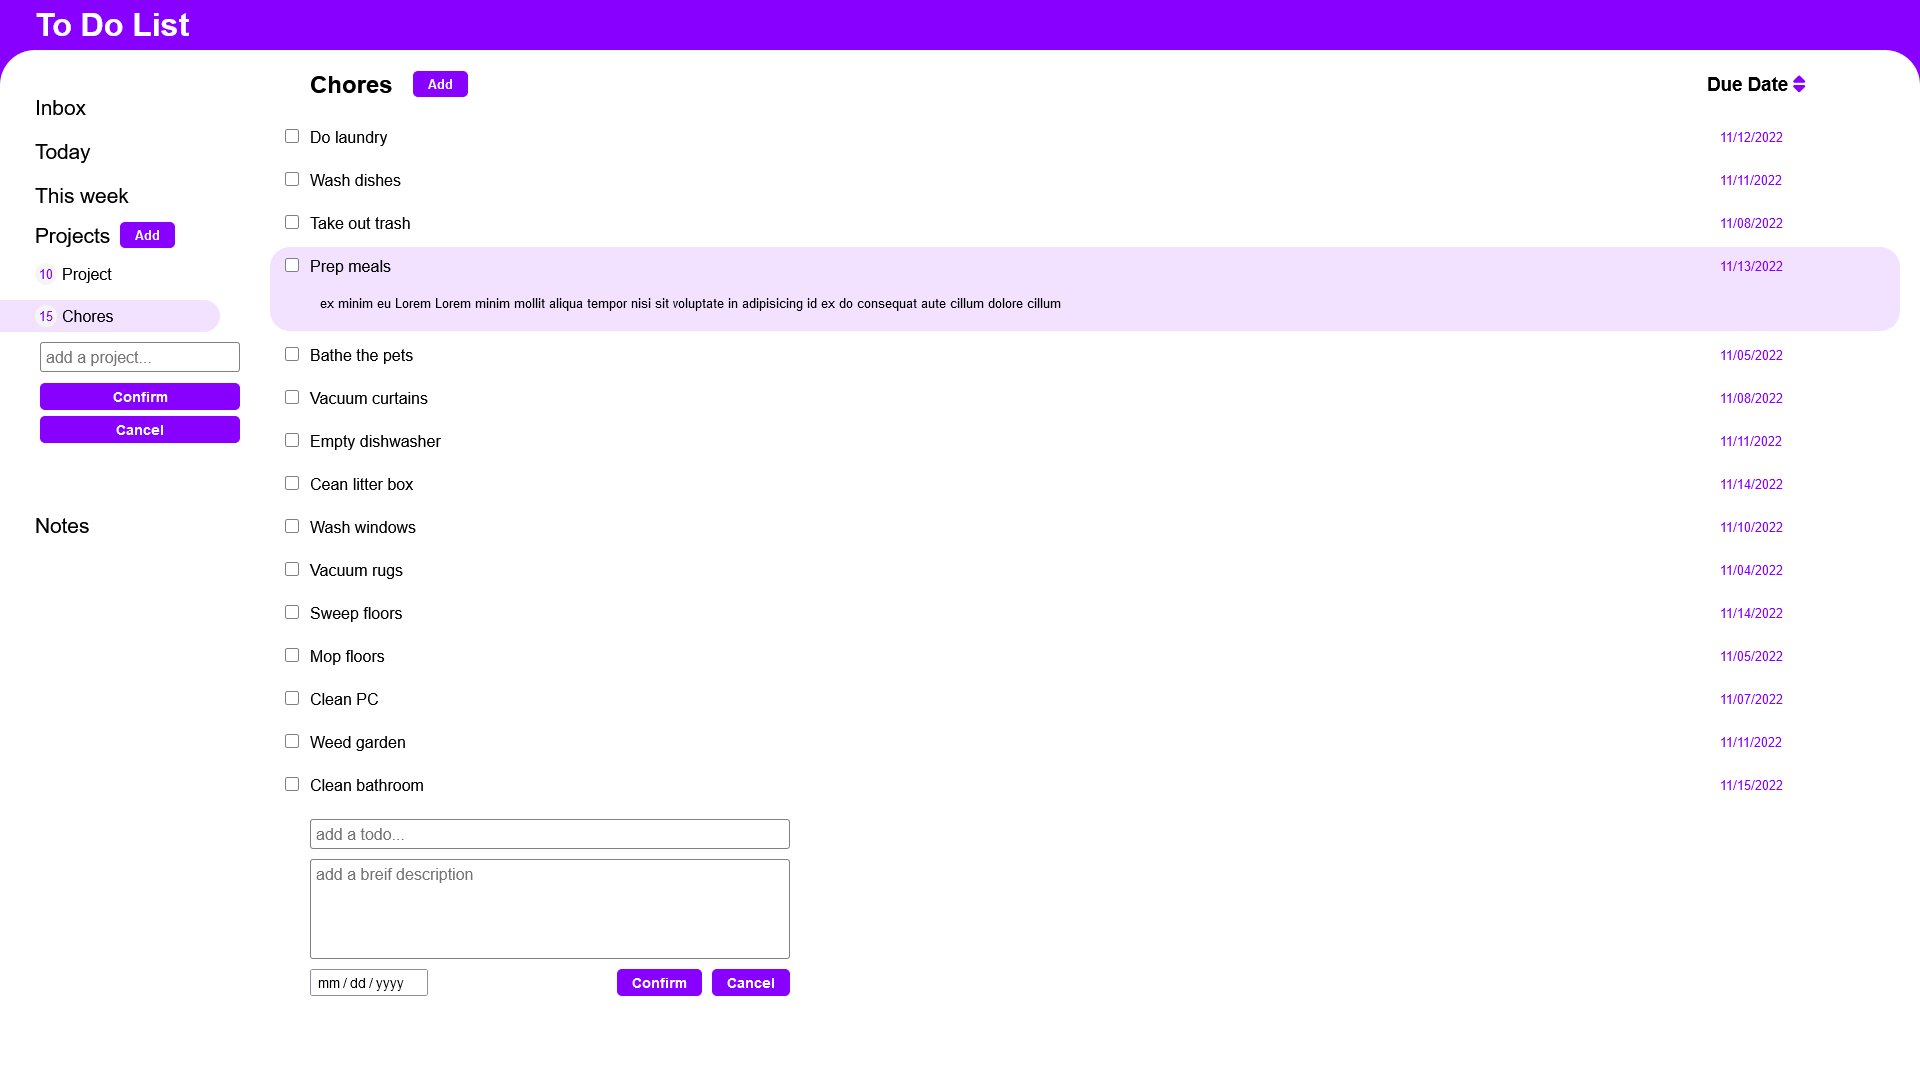 To Do List
Inbox
Today
This week
Projects Add
10 Project
15 Chores
add a project...
Confirm
Cancel
Notes
Chores Add Due Date
Do laundry 11/12/2022
Wash dishes 11/11/2022
Take out trash 11/08/2022
Prep meals 11/13/2022
ex minim eu Lorem Lorem minim mollit aliqua tempor nisi sit voluptate in adipisicing id ex do consequat aute cillum dolore cillum
Bathe the pets 11/05/2022
Vacuum curtains 11/08/2022
Empty dishwasher 11/11/2022
Cean litter box 11/14/2022
Wash windows 11/10/2022
Vacuum rugs 11/04/2022
Sweep floors 11/14/2022
Mop floors 11/05/2022
Clean PC 11/07/2022
Weed garden 11/11/2022
Clean bathroom 11/15/2022
add a todo...
add a breif description
mm / dd / yyyy Confirm Cancel